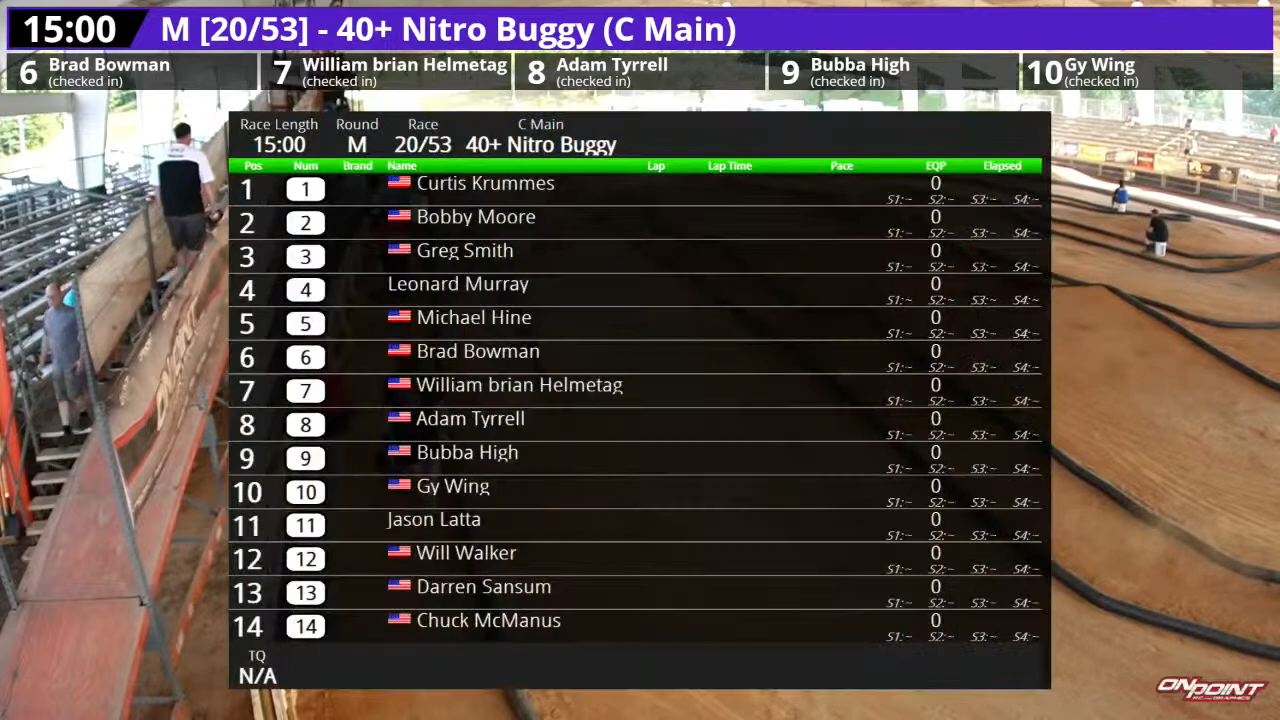 15:00 M [20/53] - 40+ Nitro Buggy (C Main)
6 Brad Bowman (checked in)
7 William brian Helmetag (checked in)
8 Adam Tyrrell (checked in)
9 Bubba High (checked in)
10 Gy Wing (checked in)
Race Length Round Race C Main
15:00 M 20/53 40+ Nitro Buggy
Pos Num Brand Name Lap Lap Time Pace EQP Elapsed
1 1 Curtis Krummes 0 S1:~ S2:~ S3:~ S4:~
2 2 Bobby Moore 0 S1:~ S2:~ S3:~ S4:~
3 3 Greg Smith 0 S1:~ S2:~ S3:~ S4:~
4 4 Leonard Murray 0 S1:~ S2:~ S3:~ S4:~
5 5 Michael Hine 0 S1:~ S2:~ S3:~ S4:~
6 6 Brad Bowman 0 S1:~ S2:~ S3:~ S4:~
7 7 William brian Helmetag 0 S1:~ S2:~ S3:~ S4:~
8 8 Adam Tyrrell 0 S1:~ S2:~ S3:~ S4:~
9 9 Bubba High 0 S1:~ S2:~ S3:~ S4:~
10 10 Gy Wing 0 S1:~ S2:~ S3:~ S4:~
11 11 Jason Latta 0 S1:~ S2:~ S3:~ S4:~
12 12 Will Walker 0 S1:~ S2:~ S3:~ S4:~
13 13 Darren Sansum 0 S1:~ S2:~ S3:~ S4:~
14 14 Chuck McManus 0 S1:~ S2:~ S3:~ S4:~
TQ
N/A
ONPOINT